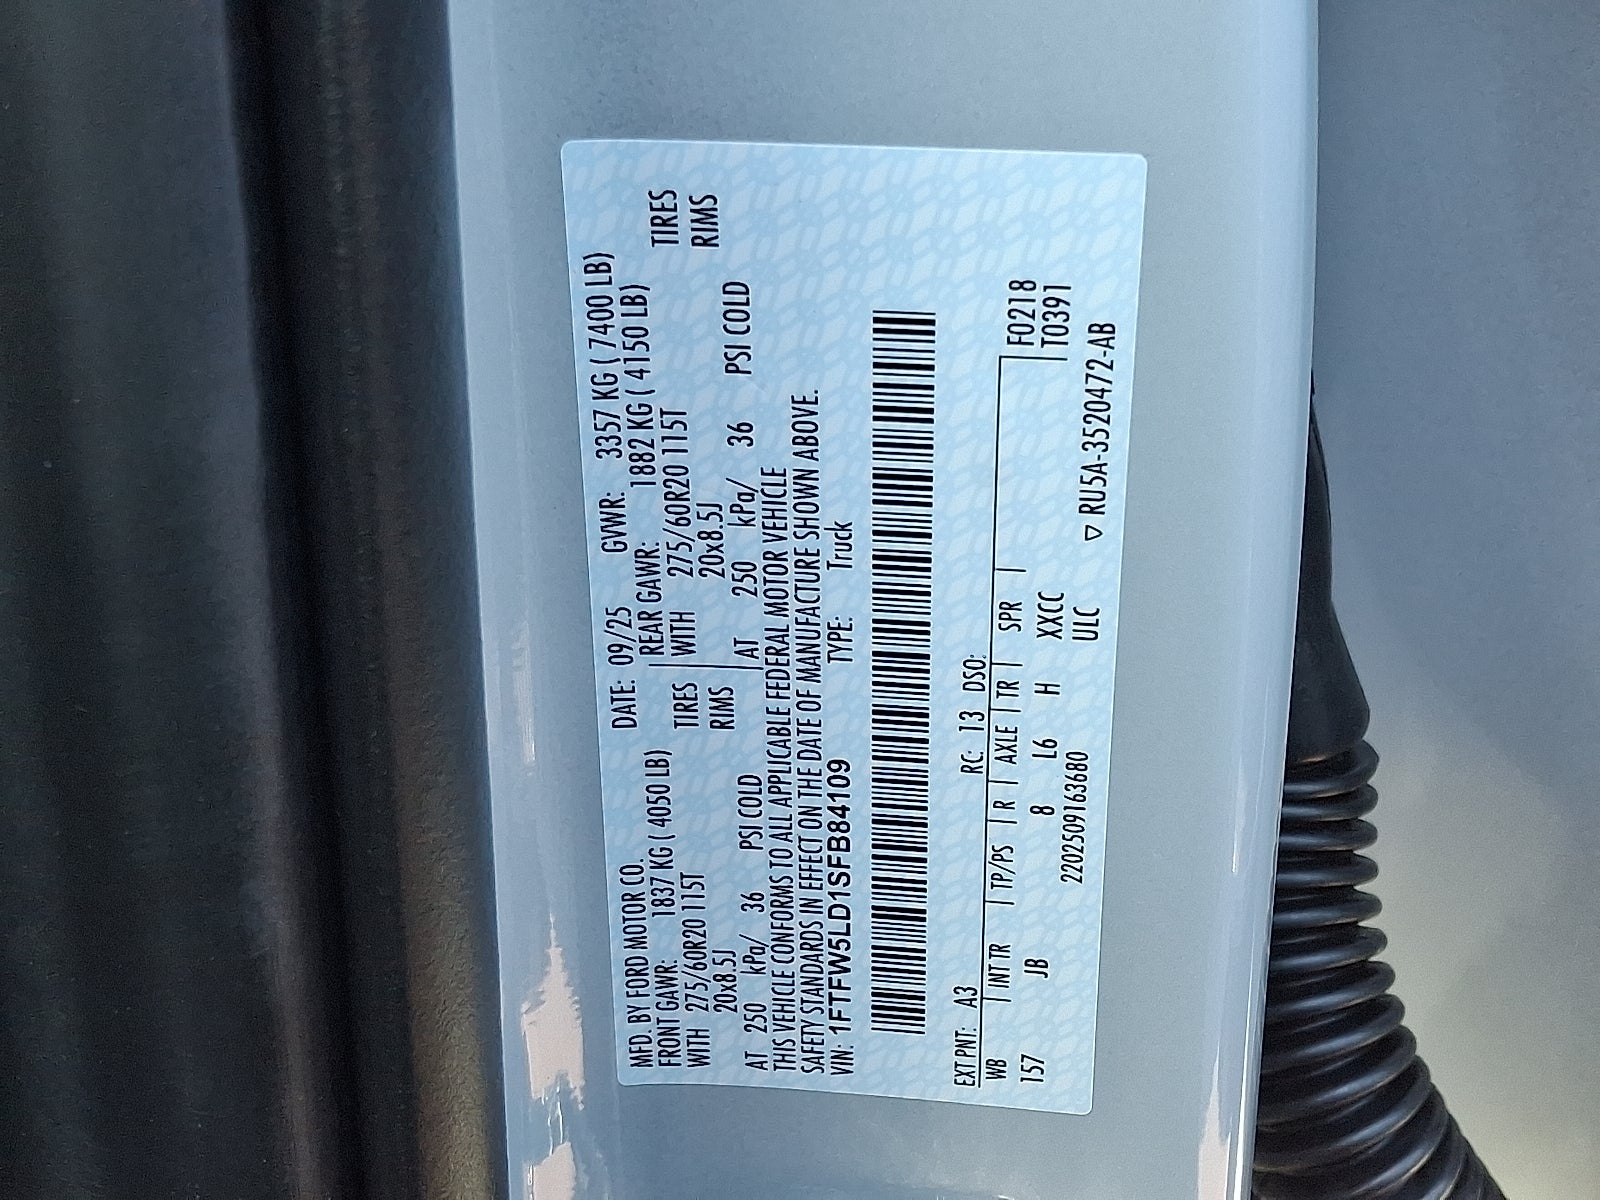 MFD. BY FORD MOTOR CO. DATE: 09/25 GVWR: 3357 KG ( 7400 LB)
FRONT GAWR: 1837 KG ( 4050 LB) REAR GAWR: 1882 KG ( 4150 LB)
WITH 275/60R20 115T TIRES WITH 275/60R20 115T TIRES
20x8.5J RIMS 20x8.5J RIMS
AT 250 kPa/ 36 PSI COLD AT 250 kPa/ 36 PSI COLD
THIS VEHICLE CONFORMS TO ALL APPLICABLE FEDERAL MOTOR VEHICLE
SAFETY STANDARDS IN EFFECT ON THE DATE OF MANUFACTURE SHOWN ABOVE.
VIN: 1FTFW5LD1SFB84109 TYPE: Truck
EXT PNT: A3 RC: 13 DSO:
WB | INT TR | TP/PS | R | AXLE | TR | SPR | F0218
157 JB 8 L6 H XXCC T0391
2202509163680 ULC ▽ RU5A-3520472-AB